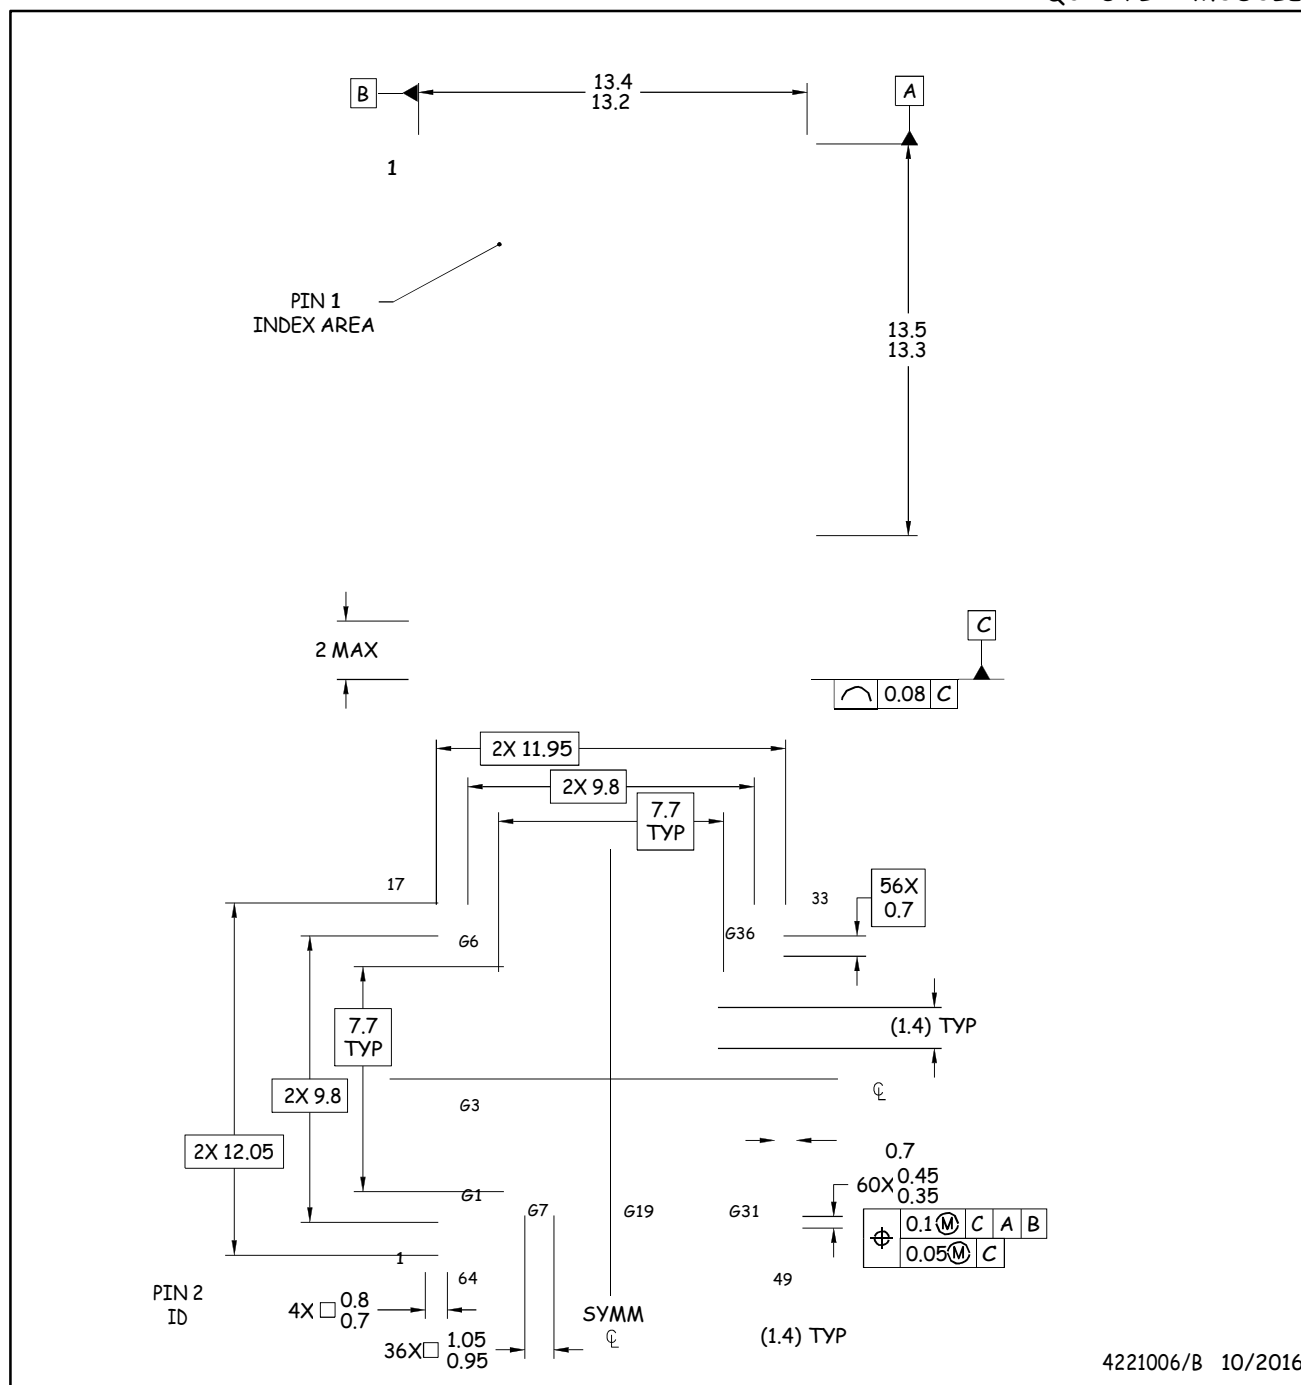 B
13.4
13.2
A
1
PIN 1
INDEX AREA
13.5
13.3
2 MAX
C
0.08 C
2X 11.95
2X 9.8
7.7
TYP
17
33
56X
0.7
G6
G36
7.7
TYP
(1.4) TYP
2X 9.8
G3
2X 12.05
0.7
60X 0.45
0.35
G1
G7
G19
G31
0.1 Ⓜ C A B
0.05 Ⓜ C
1
64
49
PIN 2
ID
4X □ 0.8
0.7
SYMM
36X □ 1.05
0.95
(1.4) TYP
4221006/B 10/2016